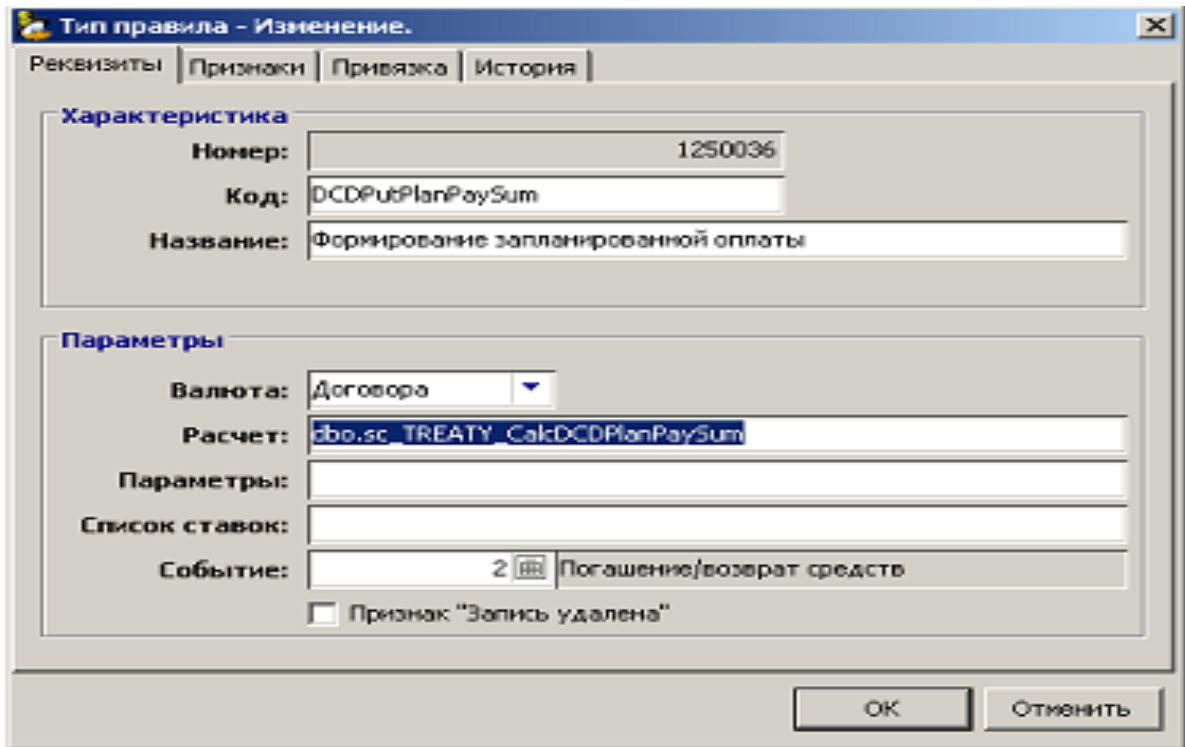 Тип правила - Изменение.
Реквизиты Признаки Привязка История
Характеристика
Номер: 1250036
Код: DCDPutPlanPaySum
Название: Формирование запланированной оплаты
Параметры
Валюта: Договора
Расчет: dbo.sc_TREATY_CalcDCDPlanPaySum
Параметры:
Список ставок:
Событие: 2 Погашение/возврат средств
Признак "Запись удалена"
OK Отменить